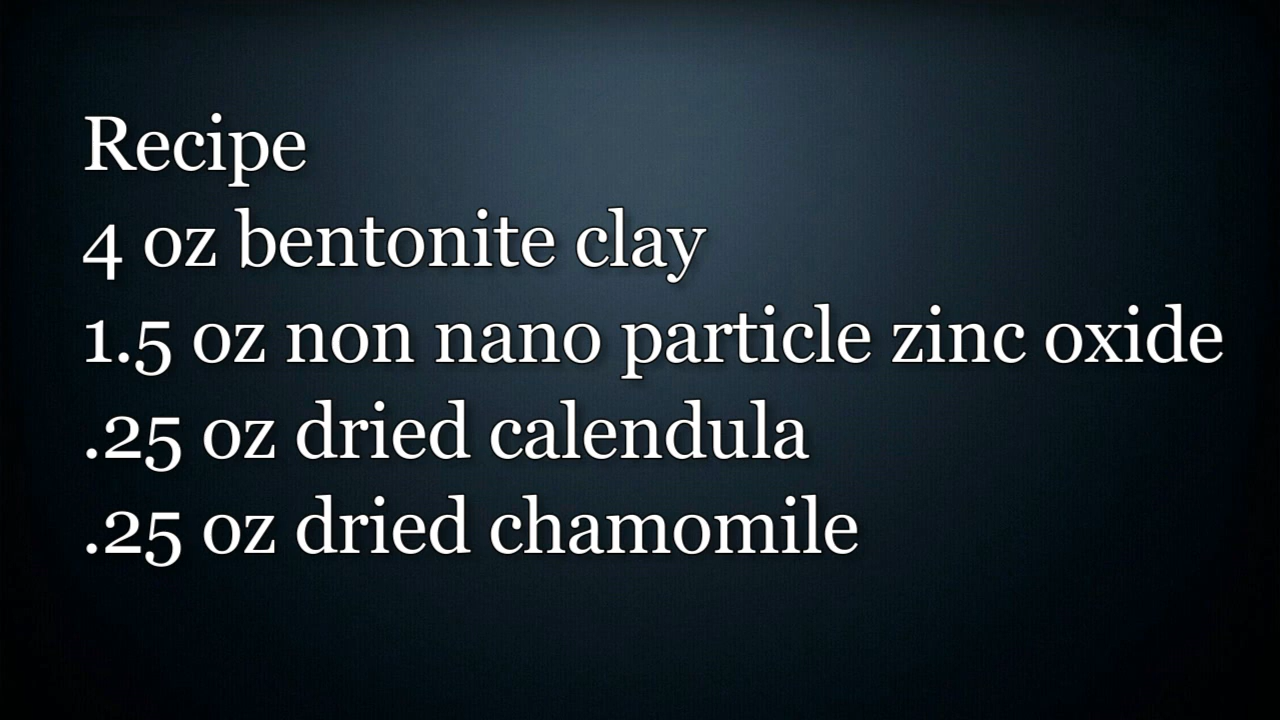 Recipe
4 oz bentonite clay
1.5 oz non nano particle zinc oxide
.25 oz dried calendula
.25 oz dried chamomile